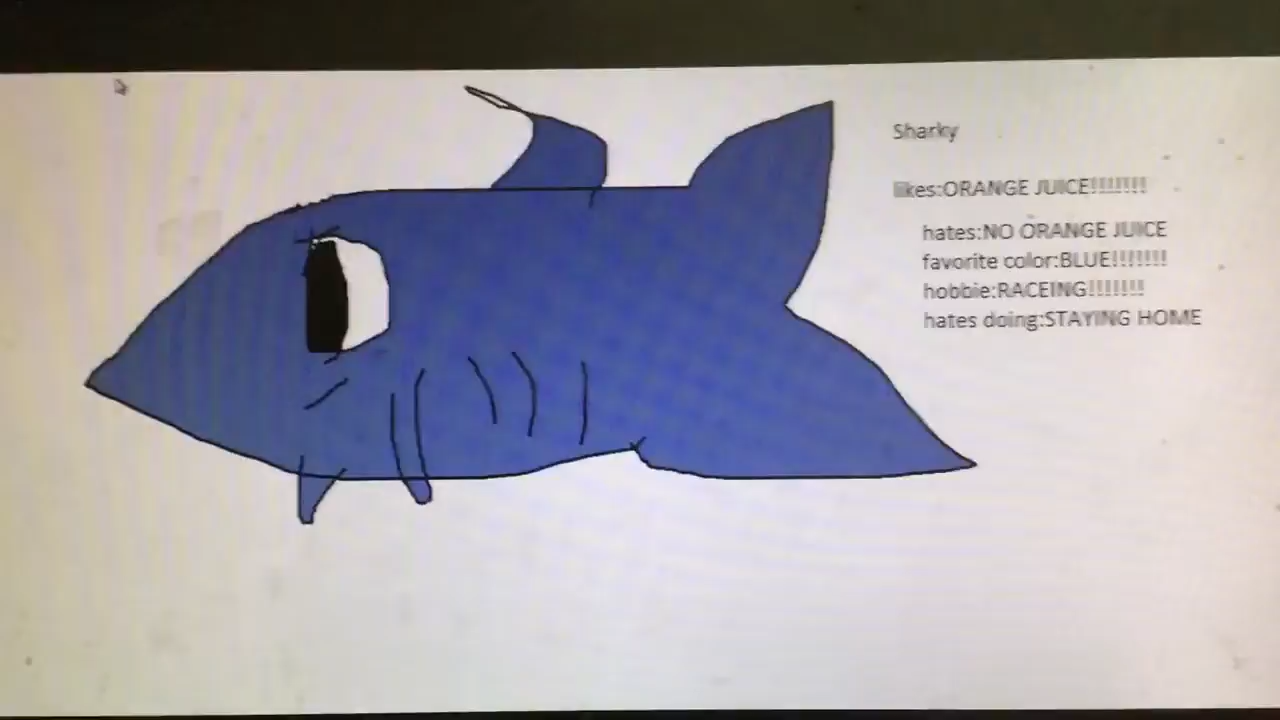 Sharky
likes:ORANGE JUICE!!!!!!!
hates:NO ORANGE JUICE
favorite color:BLUE!!!!!!!
hobbie:RACEING!!!!!!!
hates doing:STAYING HOME